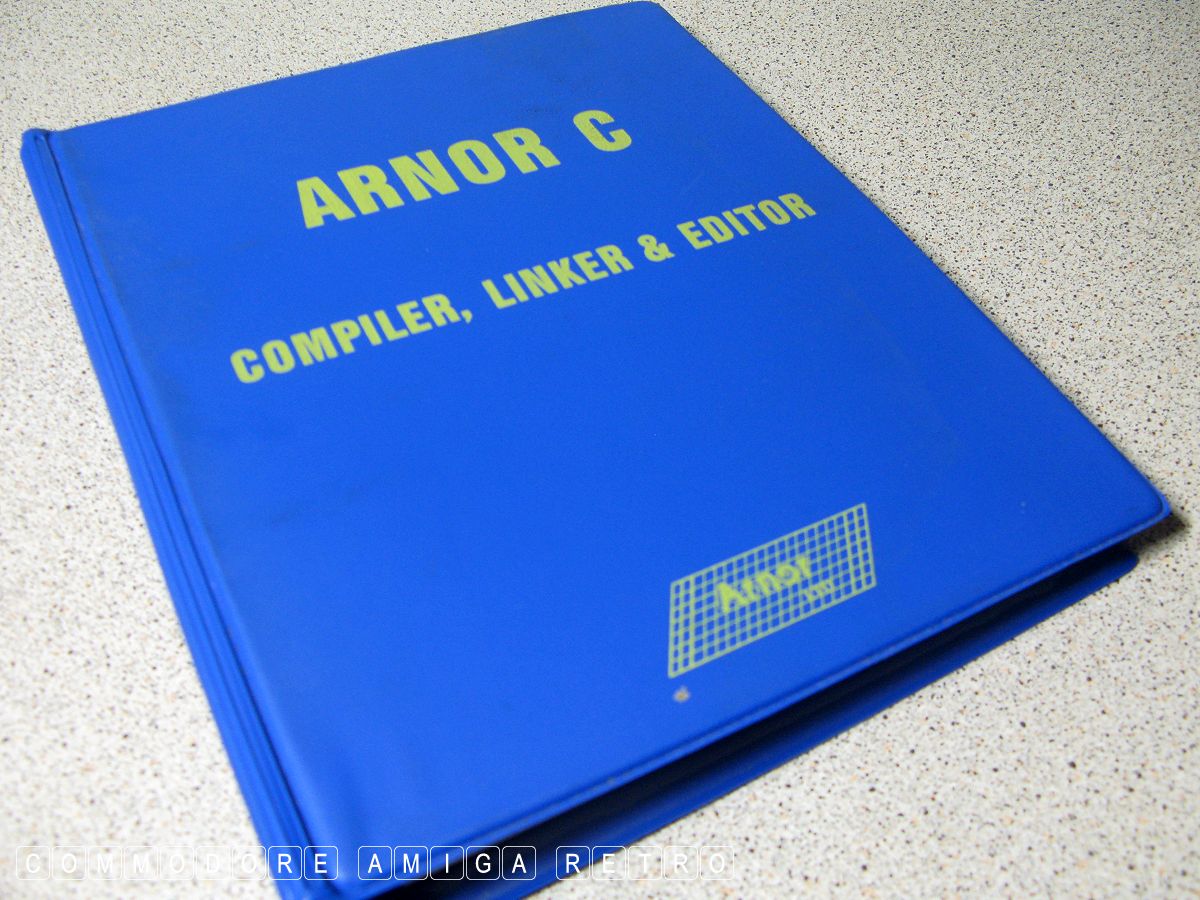 ARNOR C
COMPILER, LINKER & EDITOR
Arnor
COMMODORE AMIGA RETRO